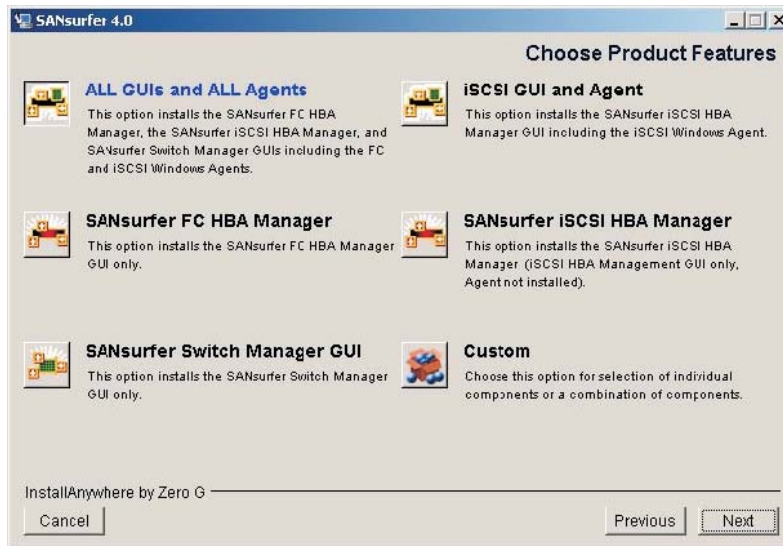 SANsurfer 4.0
Choose Product Features
ALL GUIs and ALL Agents
This option installs the SANsurfer FC HBA
Manager, the SANsurfer iSCSI HBA Manager, and
SANsurfer Switch Manager GUIs including the FC
and iSCSI Windows Agents.
iSCSI GUI and Agent
This option installs the SANsurfer iSCSI HBA
Manager GUI including the iSCSI Windows Agent.
SANsurfer FC HBA Manager
This option installs the SANsurfer FC HBA Manager
GUI only.
SANsurfer iSCSI HBA Manager
This option installs the SANsurfer iSCSI HBA
Manager (iSCSI HBA Management GUI only,
Agent not installed).
SANsurfer Switch Manager GUI
This option installs the SANsurfer Switch Manager
GUI only.
Custom
Choose this option for selection of individual
components or a combination of components.
InstallAnywhere by Zero G
Cancel
Previous
Next